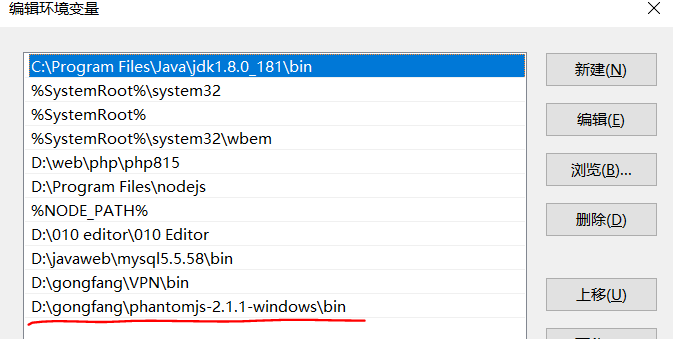 编辑环境变量
C:\Program Files\Java\jdk1.8.0_181\bin
新建(N)
%SystemRoot%\system32
%SystemRoot%
编辑(E)
%SystemRoot%\system32\wbem
D:\web\php\php815
浏览(B)...
D:\Program Files\nodejs
%NODE_PATH%
删除(D)
D:\010 editor\010 Editor
D:\javaweb\mysql5.5.58\bin
D:\gongfang\VPN\bin
上移(U)
D:\gongfang\phantomjs-2.1.1-windows\bin